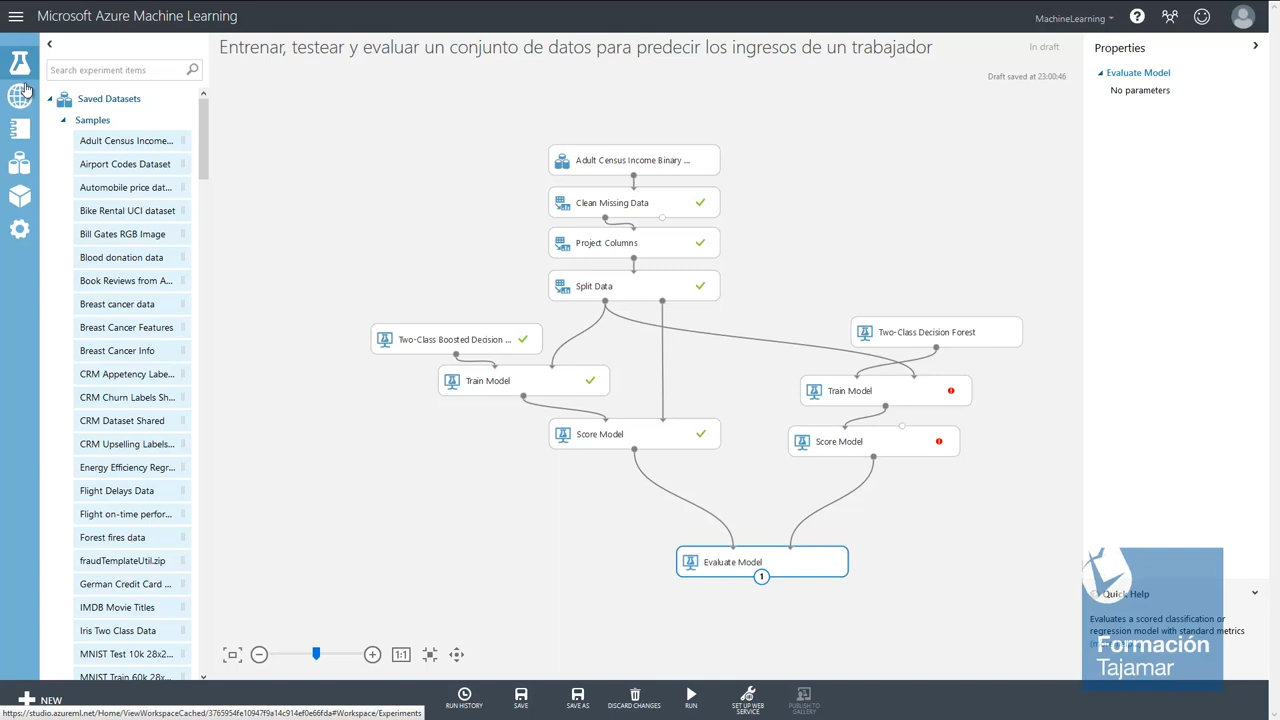 Microsoft Azure Machine Learning
MachineLearning
Search experiment items
Saved Datasets
Samples
Adult Census Income...
Airport Codes Dataset
Automobile price dat...
Bike Rental UCI dataset
Bill Gates RGB Image
Blood donation data
Book Reviews from A...
Breast cancer data
Breast Cancer Features
Breast Cancer Info
CRM Appetency Labe...
CRM Churn Labels Sh...
CRM Dataset Shared
CRM Upselling Labels...
Energy Efficiency Regr...
Flight Delays Data
Flight on-time perfor...
Forest fires data
fraudTemplateUtil.zip
German Credit Card ...
IMDB Movie Titles
Iris Two Class Data
MNIST Test 10k 28x2...
MNIST Train 60k 28x...
Entrenar, testear y evaluar un conjunto de datos para predecir los ingresos de un trabajador
In draft
Draft saved at 23:00:46
Adult Census Income Binary ...
Clean Missing Data
Project Columns
Split Data
Two-Class Boosted Decision ...
Two-Class Decision Forest
Train Model
Train Model
Score Model
Score Model
Evaluate Model
1
1:1
Properties
Evaluate Model
No parameters
Quick Help
Evaluates a scored classification or
regression model with standard metrics
Formación
Tajamar
NEW
RUN HISTORY
SAVE
SAVE AS
DISCARD CHANGES
RUN
SET UP WEB
SERVICE
PUBLISH TO
GALLERY
https://studio.azureml.net/Home/ViewWorkspaceCached/3765954fe10947f9a14c914ef0e66fda#Workspace/Experiments